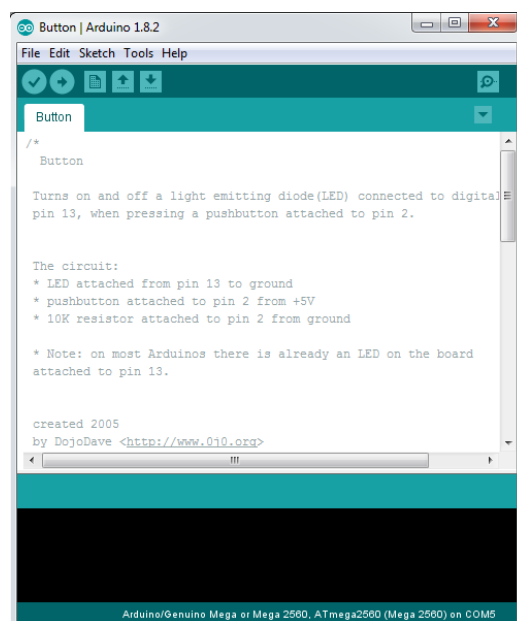 Button | Arduino 1.8.2
File Edit Sketch Tools Help
Button
/*
Button
Turns on and off a light emitting diode(LED) connected to digital
pin 13, when pressing a pushbutton attached to pin 2.
The circuit:
* LED attached from pin 13 to ground
* pushbutton attached to pin 2 from +5V
* 10K resistor attached to pin 2 from ground
* Note: on most Arduinos there is already an LED on the board
attached to pin 13.
created 2005
by DojoDave <http://www.0j0.org>
Arduino/Genuino Mega or Mega 2560, ATmega2560 (Mega 2560) on COM5